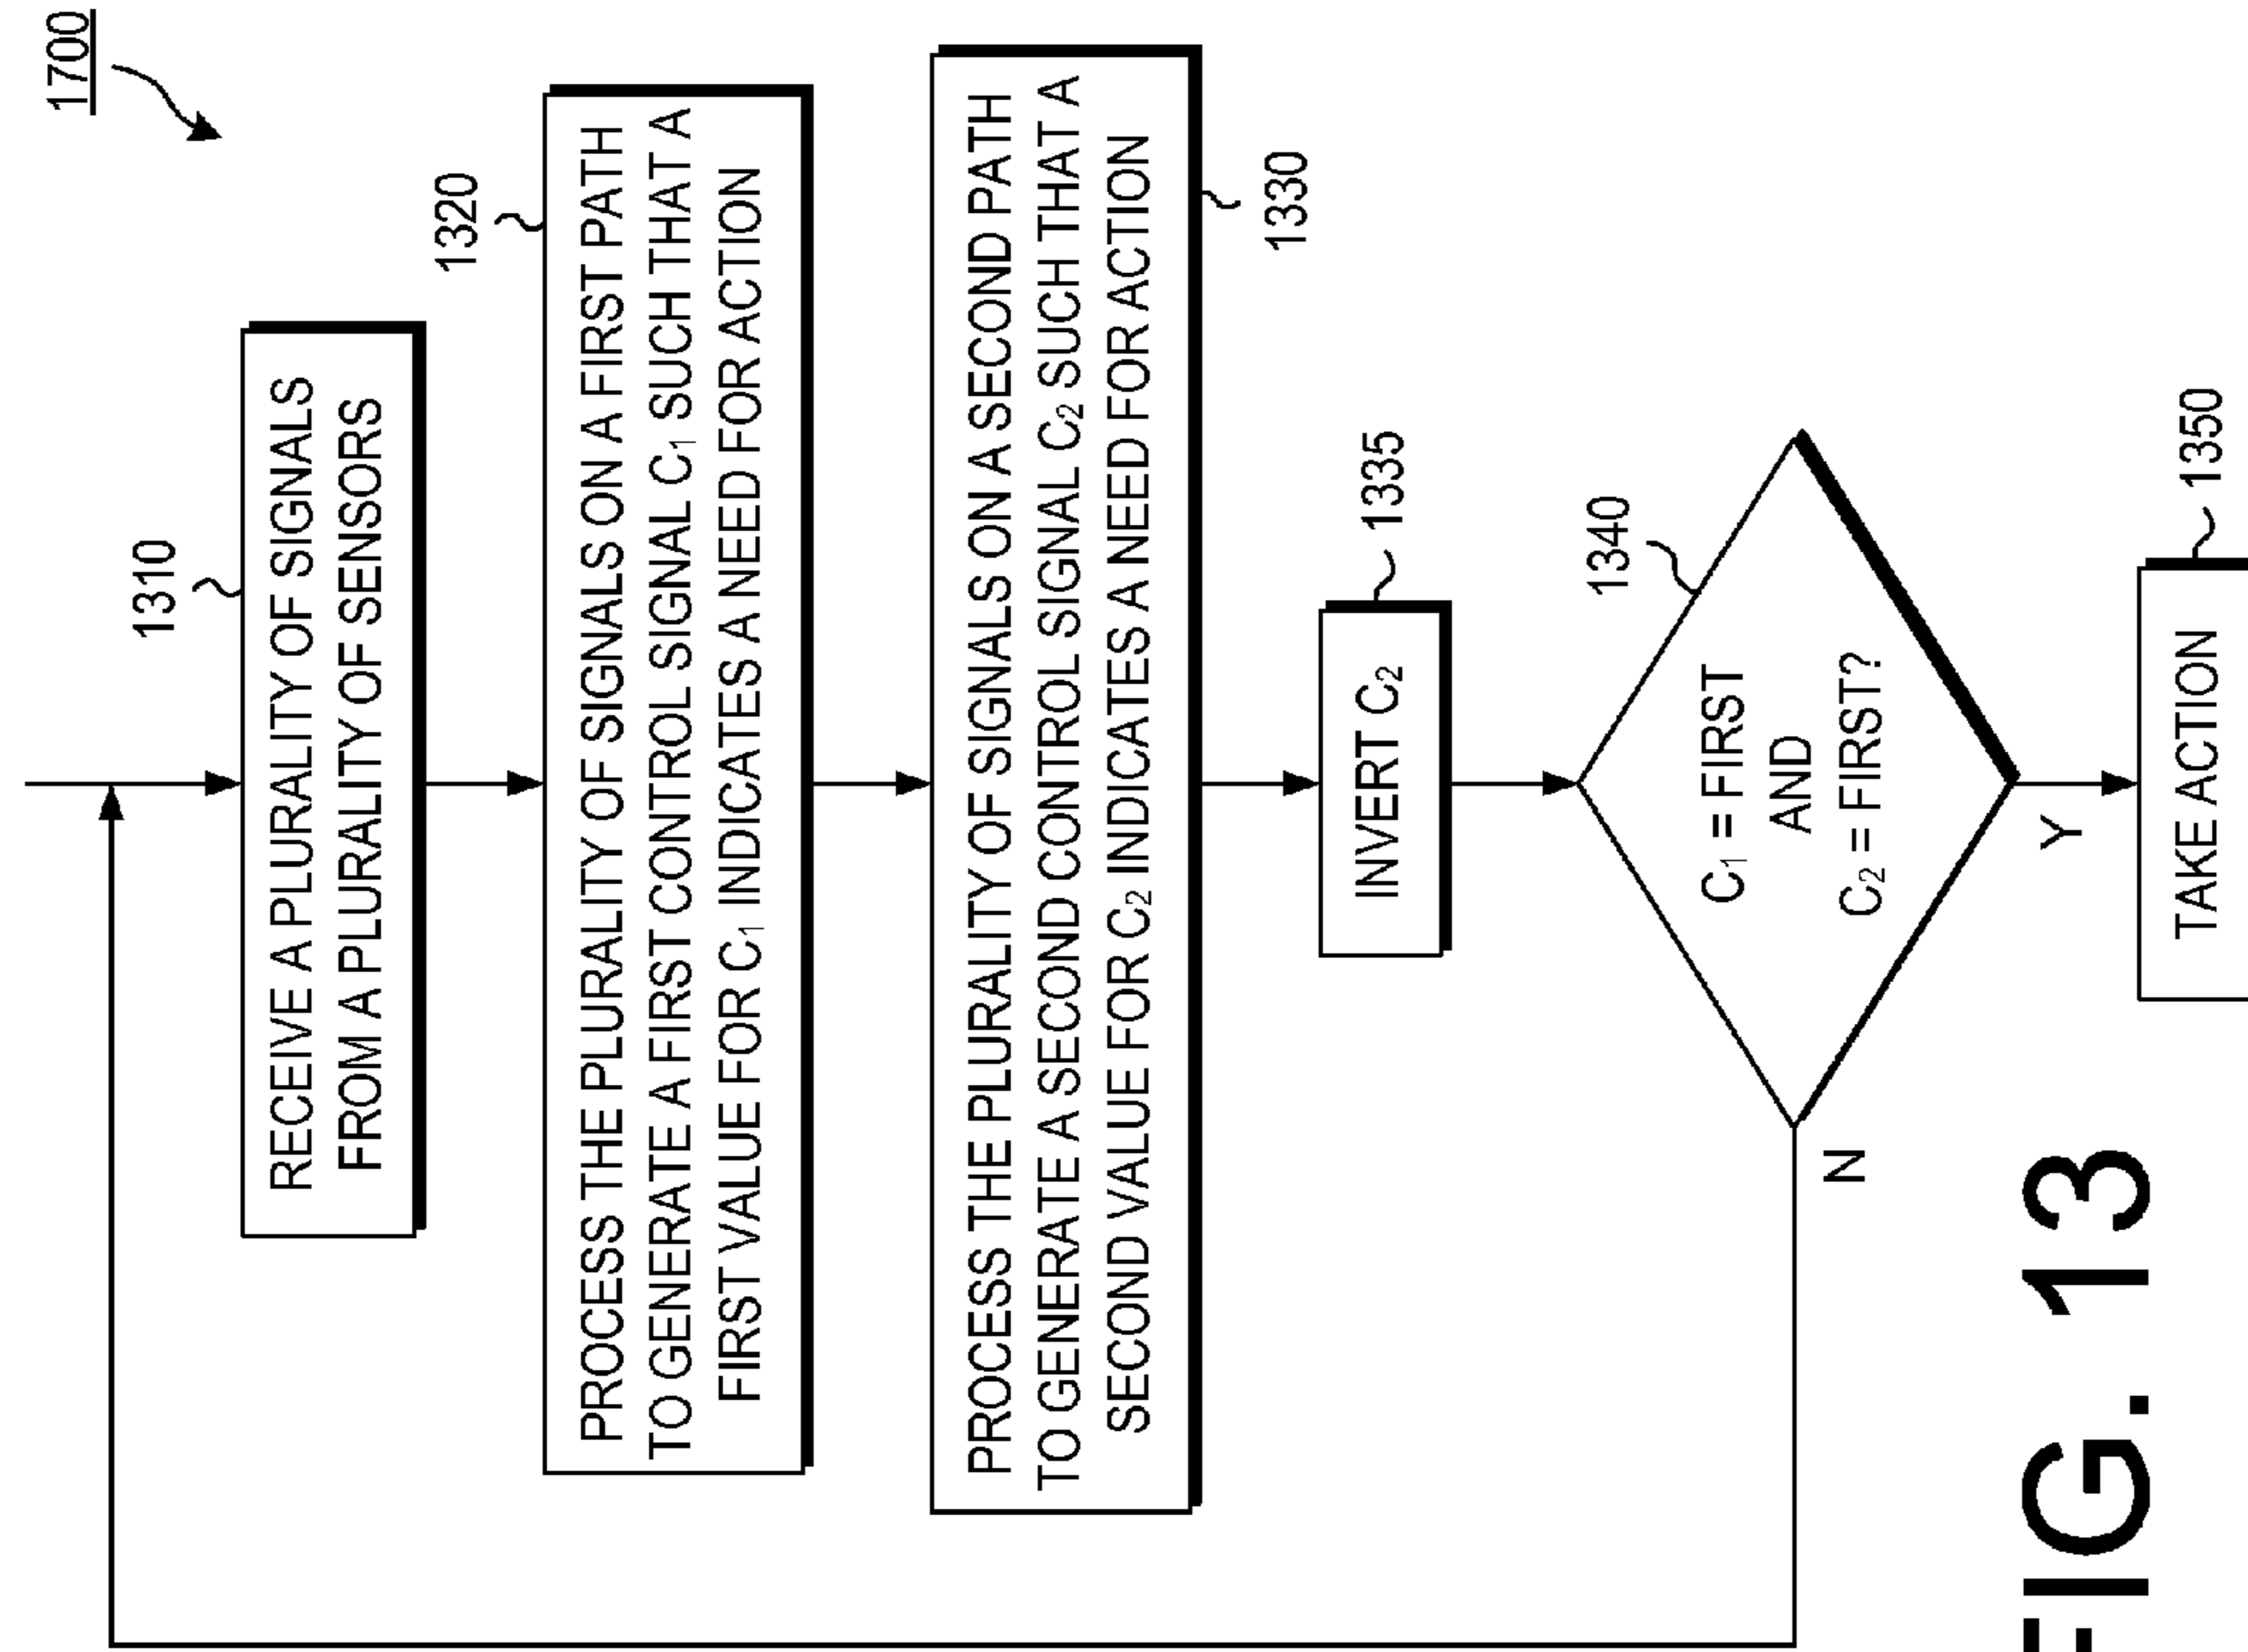 1700
1310
RECEIVE A PLURALITY OF SIGNALS
FROM A PLURALITY OF SENSORS
1320
PROCESS THE PLURALITY OF SIGNALS ON A FIRST PATH
TO GENERATE A FIRST CONTROL SIGNAL C₁ SUCH THAT A
FIRST VALUE FOR C₁ INDICATES A NEED FOR ACTION
PROCESS THE PLURALITY OF SIGNALS ON A SECOND PATH
TO GENERATE A SECOND CONTROL SIGNAL C₂ SUCH THAT A
SECOND VALUE FOR C₂ INDICATES A NEED FOR ACTION
1330
INVERT C₂
1335
1340
C₁ = FIRST
AND
C₂ = FIRST?
N
Y
TAKE ACTION
1350
FIG. 13